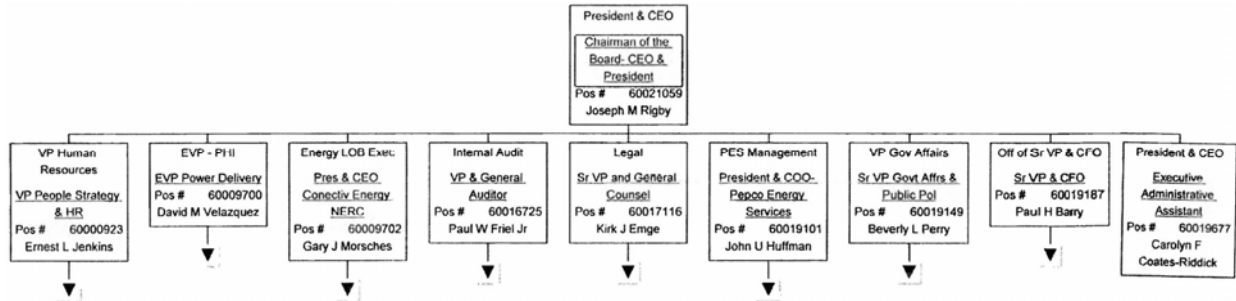 President & CEO
Chairman of the
Board- CEO &
President
Pos # 60021059
Joseph M Rigby
VP Human
Resources
VP People Strategy
& HR
Pos # 60000923
Ernest L Jenkins
EVP - PHI
EVP Power Delivery
Pos # 60009700
David M Velazquez
Energy LOB Exec
Pres & CEO
Conectiv Energy
NERC
Pos # 60009702
Gary J Morsches
Internal Audit
VP & General
Auditor
Pos # 60016725
Paul W Friel Jr
Legal
Sr VP and General
Counsel
Pos # 60017116
Kirk J Emge
PES Management
President & COO-
Pepco Energy
Services
Pos # 60019101
John U Huffman
VP Gov Affairs
Sr VP Govt Affrs &
Public Pol
Pos # 60019149
Beverly L Perry
Off of Sr VP & CFO
Sr VP & CFO
Pos # 60019187
Paul H Barry
President & CEO
Executive
Administrative
Assistant
Pos # 60019677
Carolyn F
Coates-Riddick